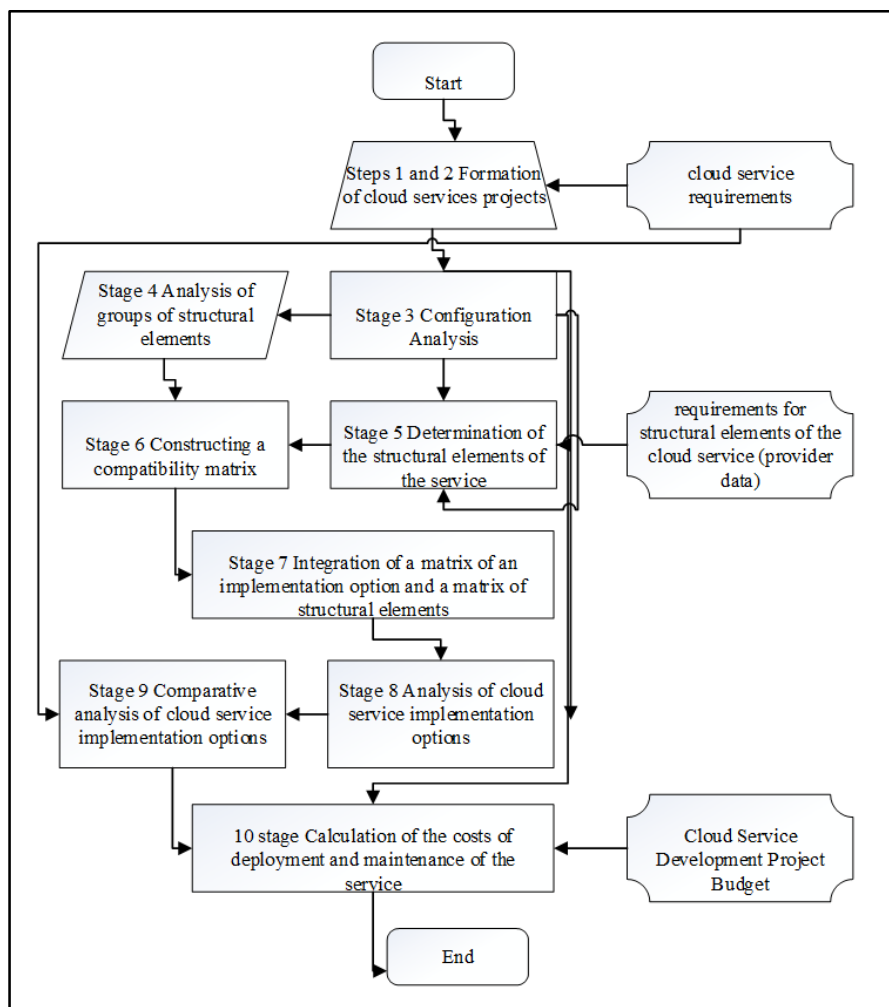 Start
Steps 1 and 2 Formation
of cloud services projects
cloud service
requirements
Stage 4 Analysis of
groups of structural
elements
Stage 3 Configuration
Analysis
Stage 6 Constructing a
compatibility matrix
Stage 5 Determination of
the structural elements of
the service
requirements for
structural elements of the
cloud service (provider
data)
Stage 7 Integration of a matrix of an
implementation option and a matrix of
structural elements
Stage 9 Comparative
analysis of cloud service
implementation options
Stage 8 Analysis of cloud
service implementation
options
10 stage Calculation of the costs of
deployment and maintenance of the
service
Cloud Service
Development Project
Budget
End